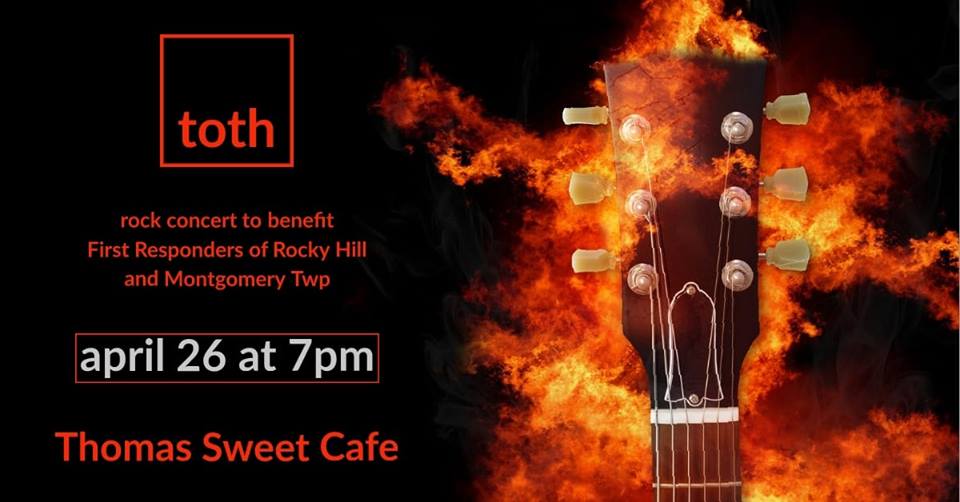 toth
rock concert to benefit
First Responders of Rocky Hill
and Montgomery Twp
april 26 at 7pm
Thomas Sweet Cafe